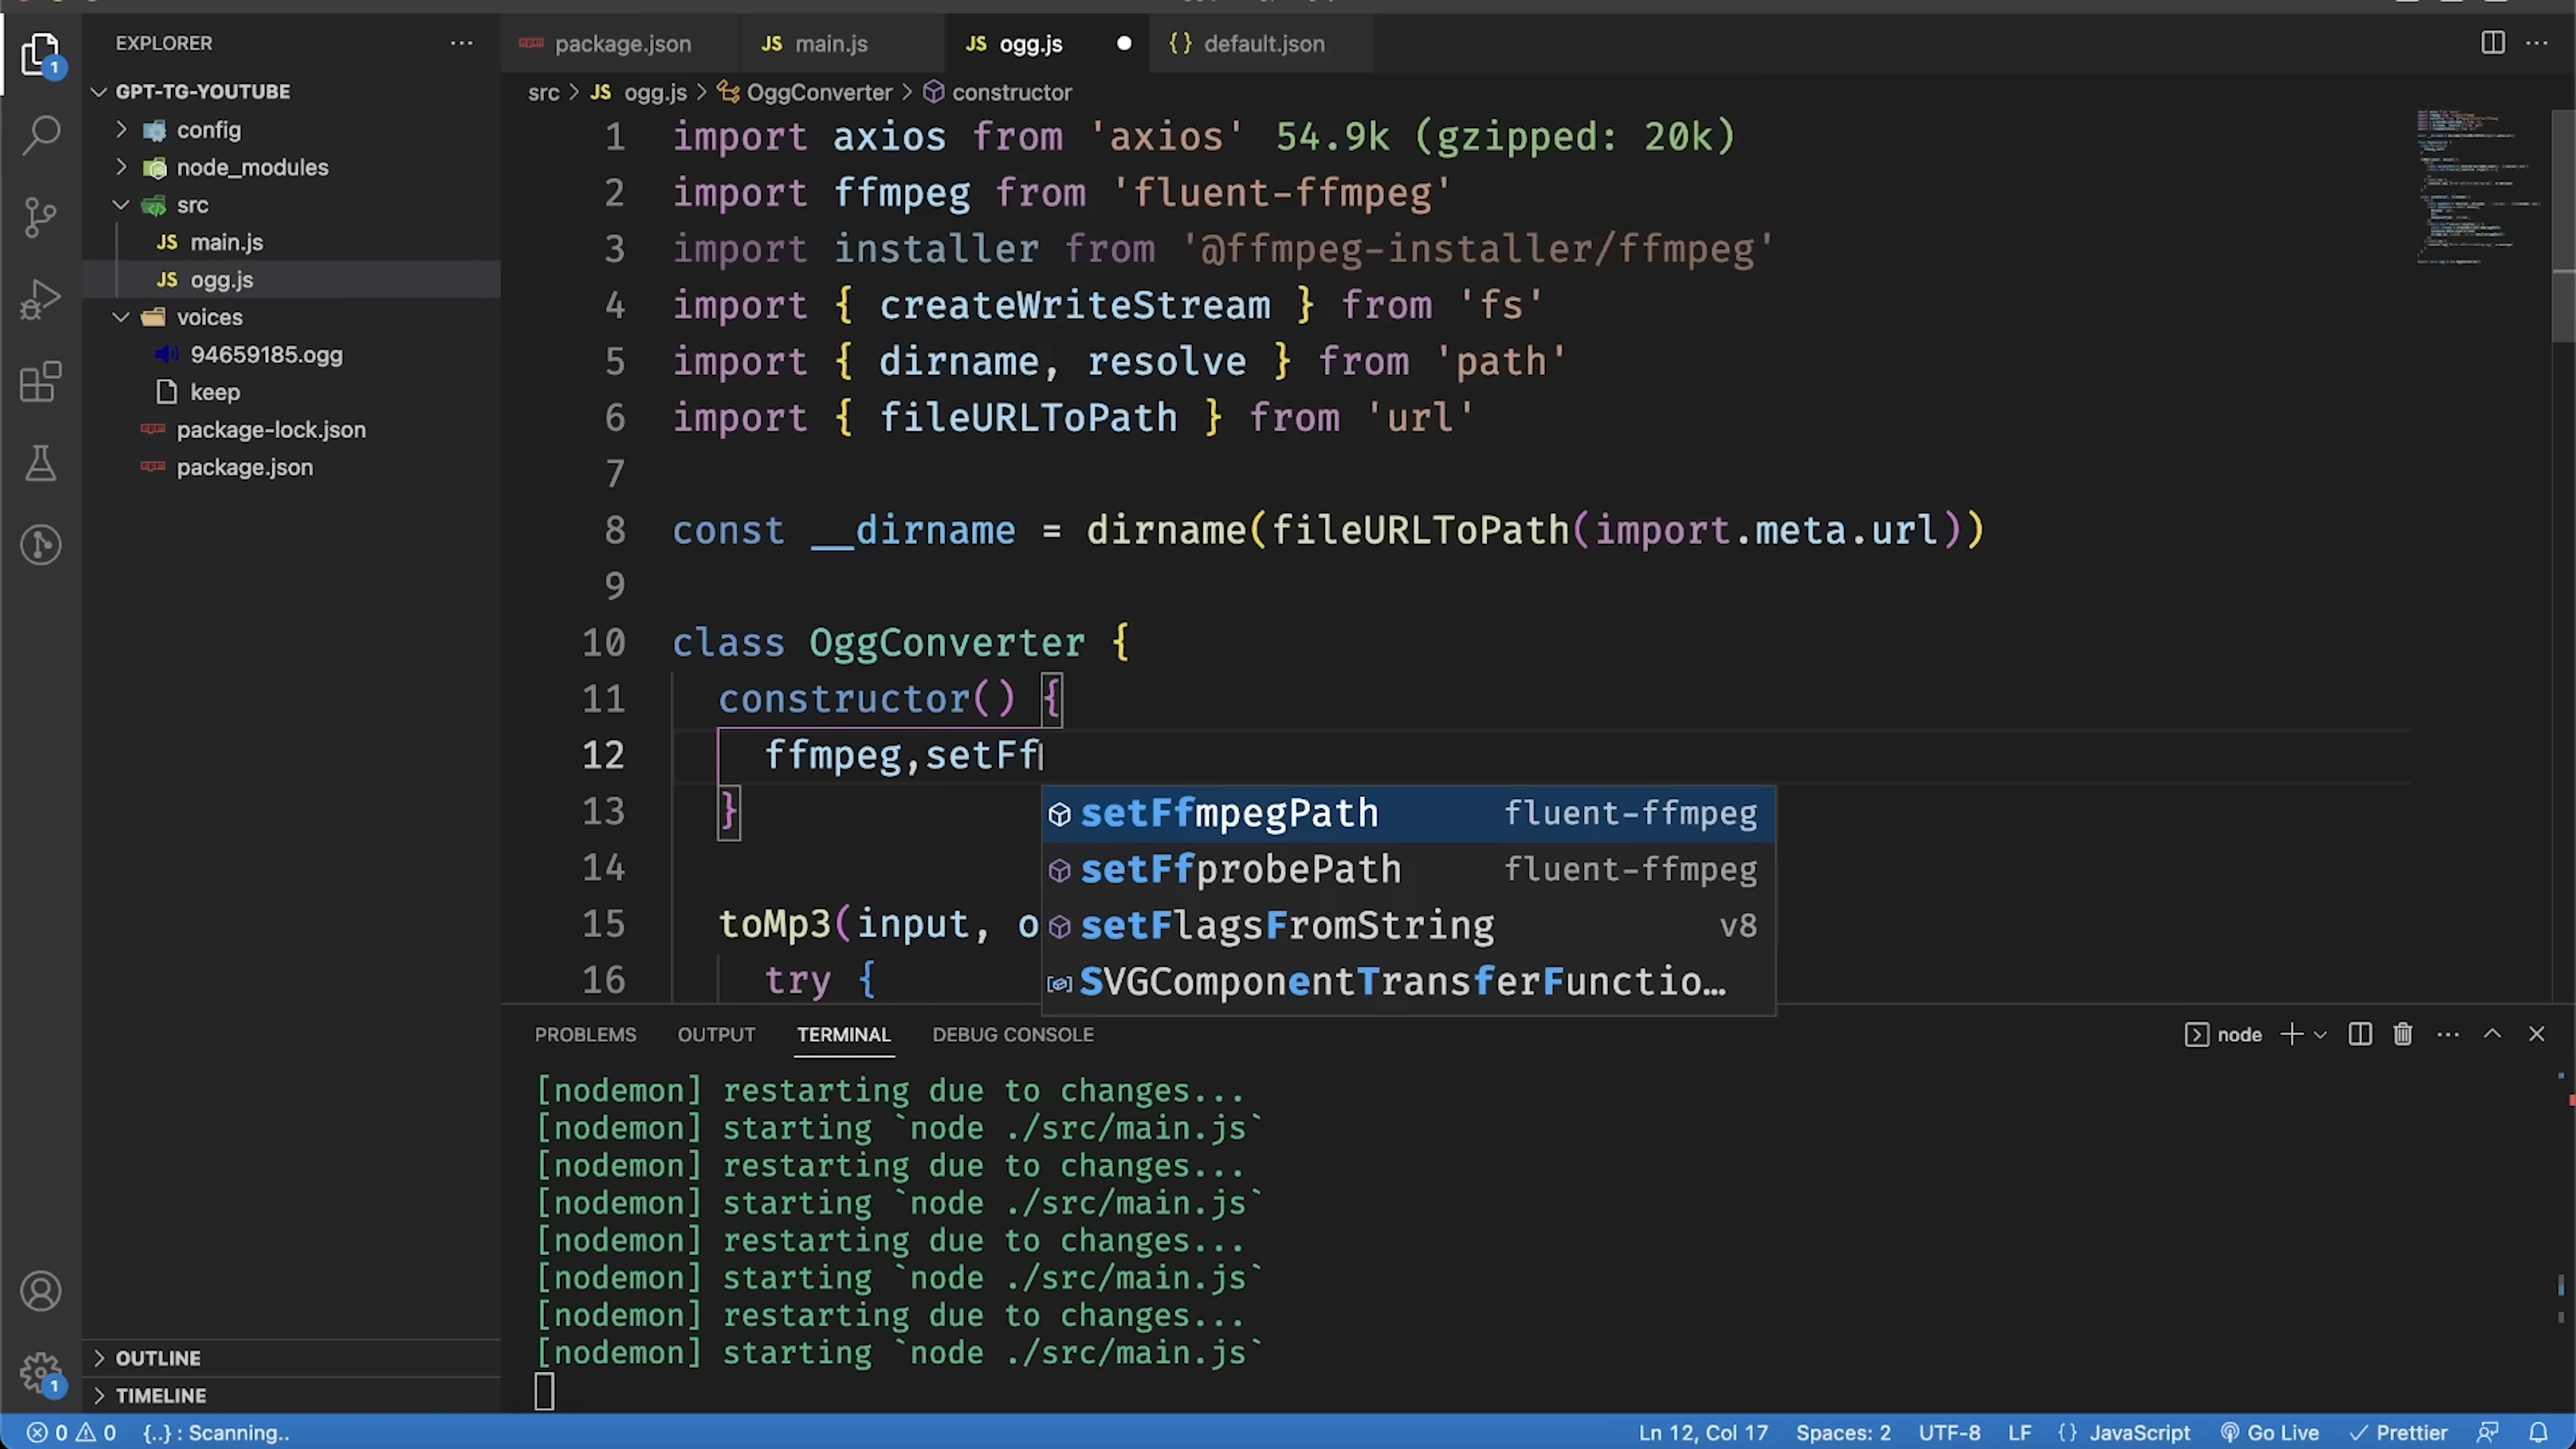 EXPLORER
package.json
main.js
ogg.js
default.json
GPT-TG-YOUTUBE
config
node_modules
src
main.js
ogg.js
voices
94659185.ogg
keep
package-lock.json
package.json
OUTLINE
TIMELINE
src > JS ogg.js > OggConverter > constructor
1 import axios from 'axios' 54.9k (gzipped: 20k)
2 import ffmpeg from 'fluent-ffmpeg'
3 import installer from '@ffmpeg-installer/ffmpeg'
4 import { createWriteStream } from 'fs'
5 import { dirname, resolve } from 'path'
6 import { fileURLToPath } from 'url'
7
8 const __dirname = dirname(fileURLToPath(import.meta.url))
9
10 class OggConverter {
11 constructor() {
12 ffmpeg,setFf
13 }
14
15 toMp3(input, o
16 try {
setFfmpegPath fluent-ffmpeg
setFfprobePath fluent-ffmpeg
setFlagsFromString v8
SVGComponentTransferFunctio…
PROBLEMS OUTPUT TERMINAL DEBUG CONSOLE
node
[nodemon] restarting due to changes...
[nodemon] starting `node ./src/main.js`
[nodemon] restarting due to changes...
[nodemon] starting `node ./src/main.js`
[nodemon] restarting due to changes...
[nodemon] starting `node ./src/main.js`
[nodemon] restarting due to changes...
[nodemon] starting `node ./src/main.js`
0 0 {..} : Scanning.. Ln 12, Col 17 Spaces: 2 UTF-8 LF {} JavaScript Go Live Prettier